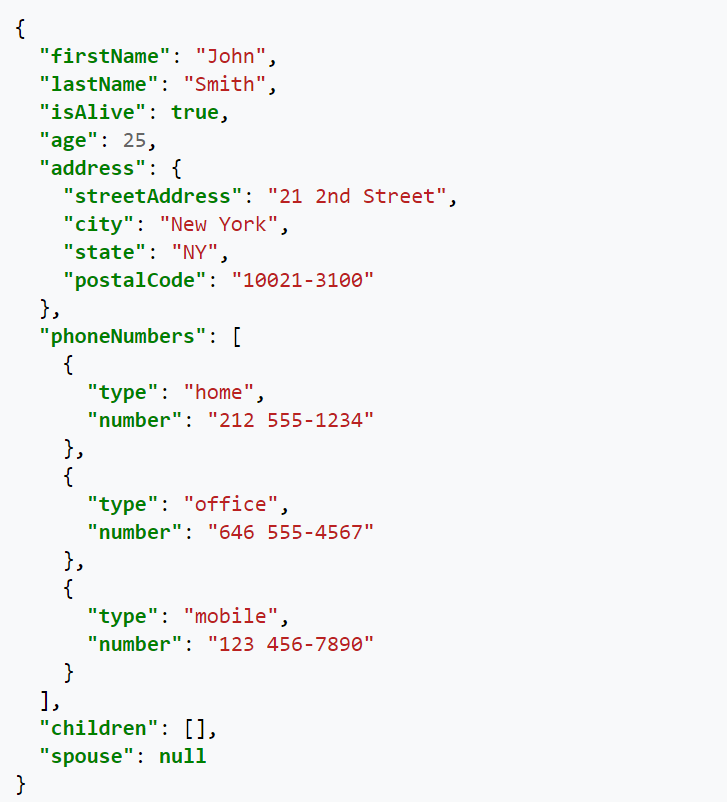 {
  "firstName": "John",
  "lastName": "Smith",
  "isAlive": true,
  "age": 25,
  "address": {
    "streetAddress": "21 2nd Street",
    "city": "New York",
    "state": "NY",
    "postalCode": "10021-3100"
  },
  "phoneNumbers": [
    {
      "type": "home",
      "number": "212 555-1234"
    },
    {
      "type": "office",
      "number": "646 555-4567"
    },
    {
      "type": "mobile",
      "number": "123 456-7890"
    }
  ],
  "children": [],
  "spouse": null
}